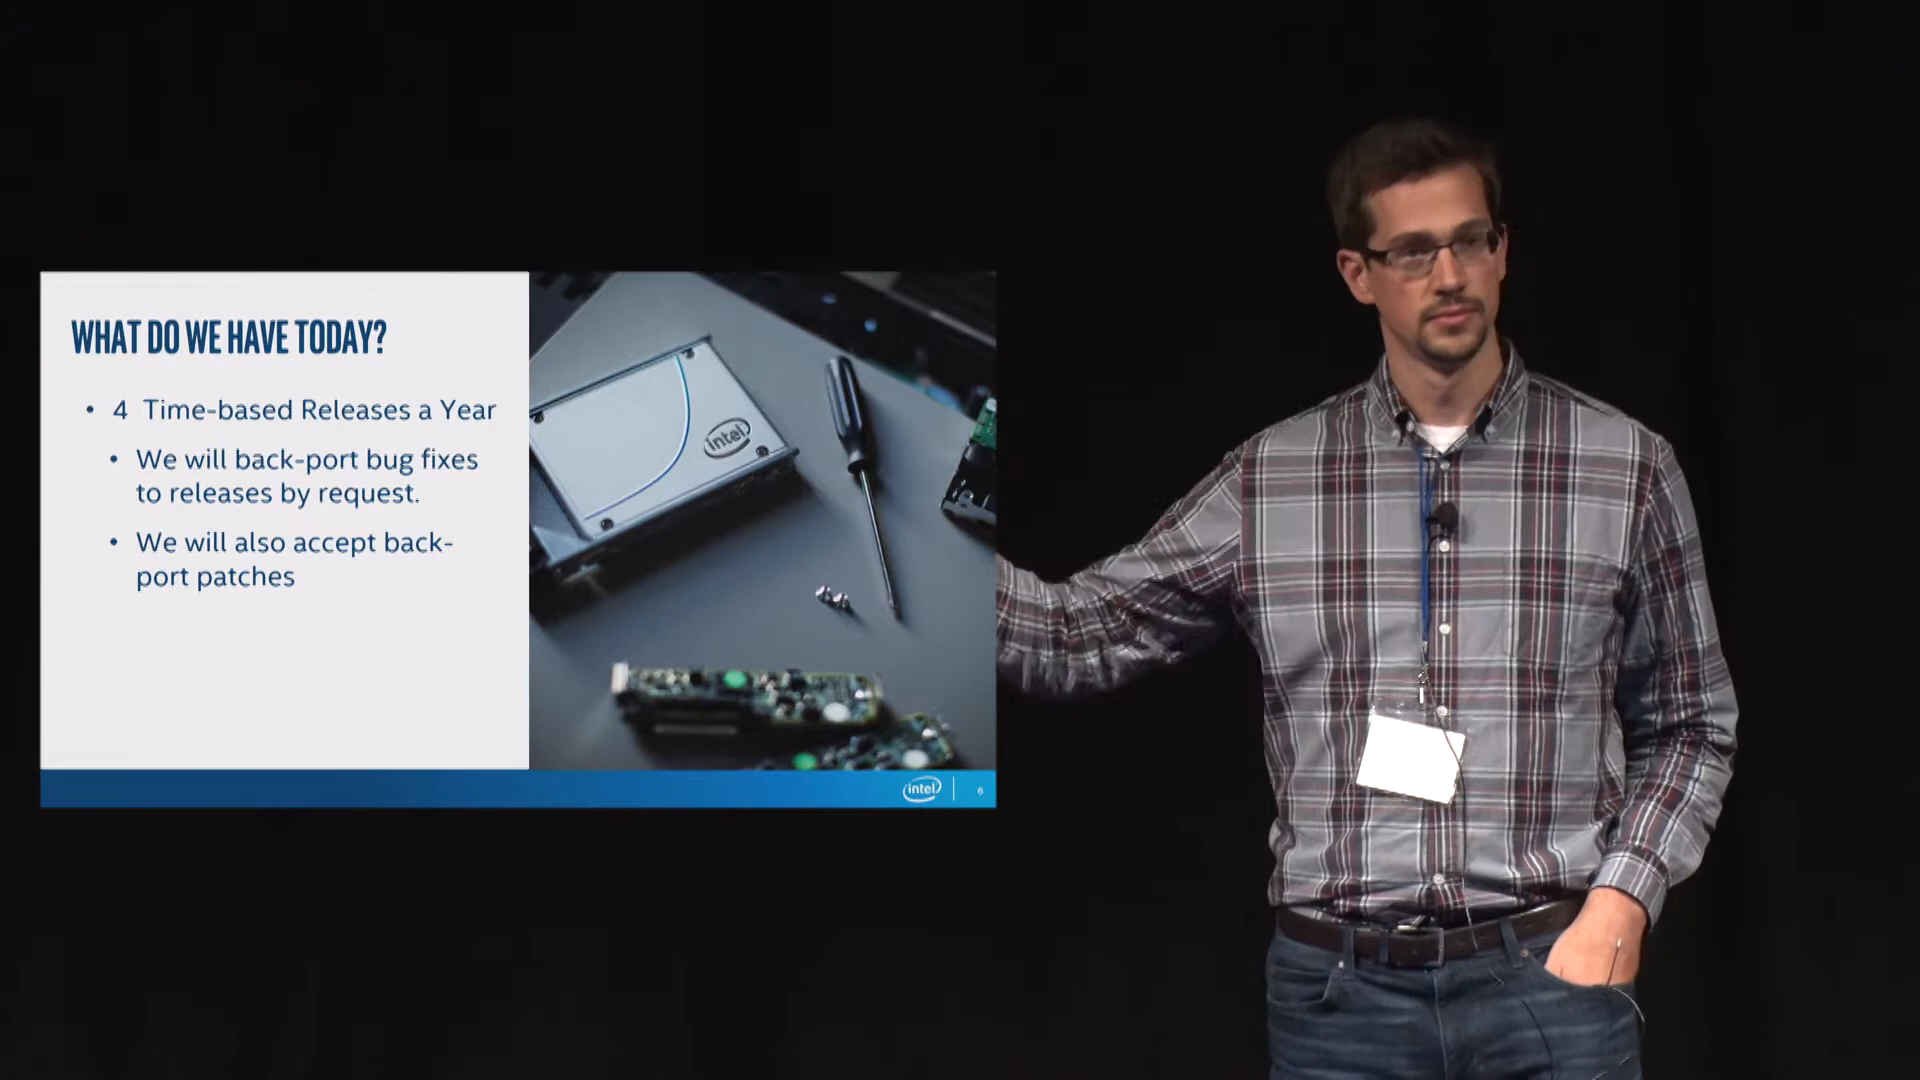 WHAT DO WE HAVE TODAY?
• 4 Time-based Releases a Year
• We will back-port bug fixes
to releases by request.
• We will also accept back-
port patches
intel
intel
6